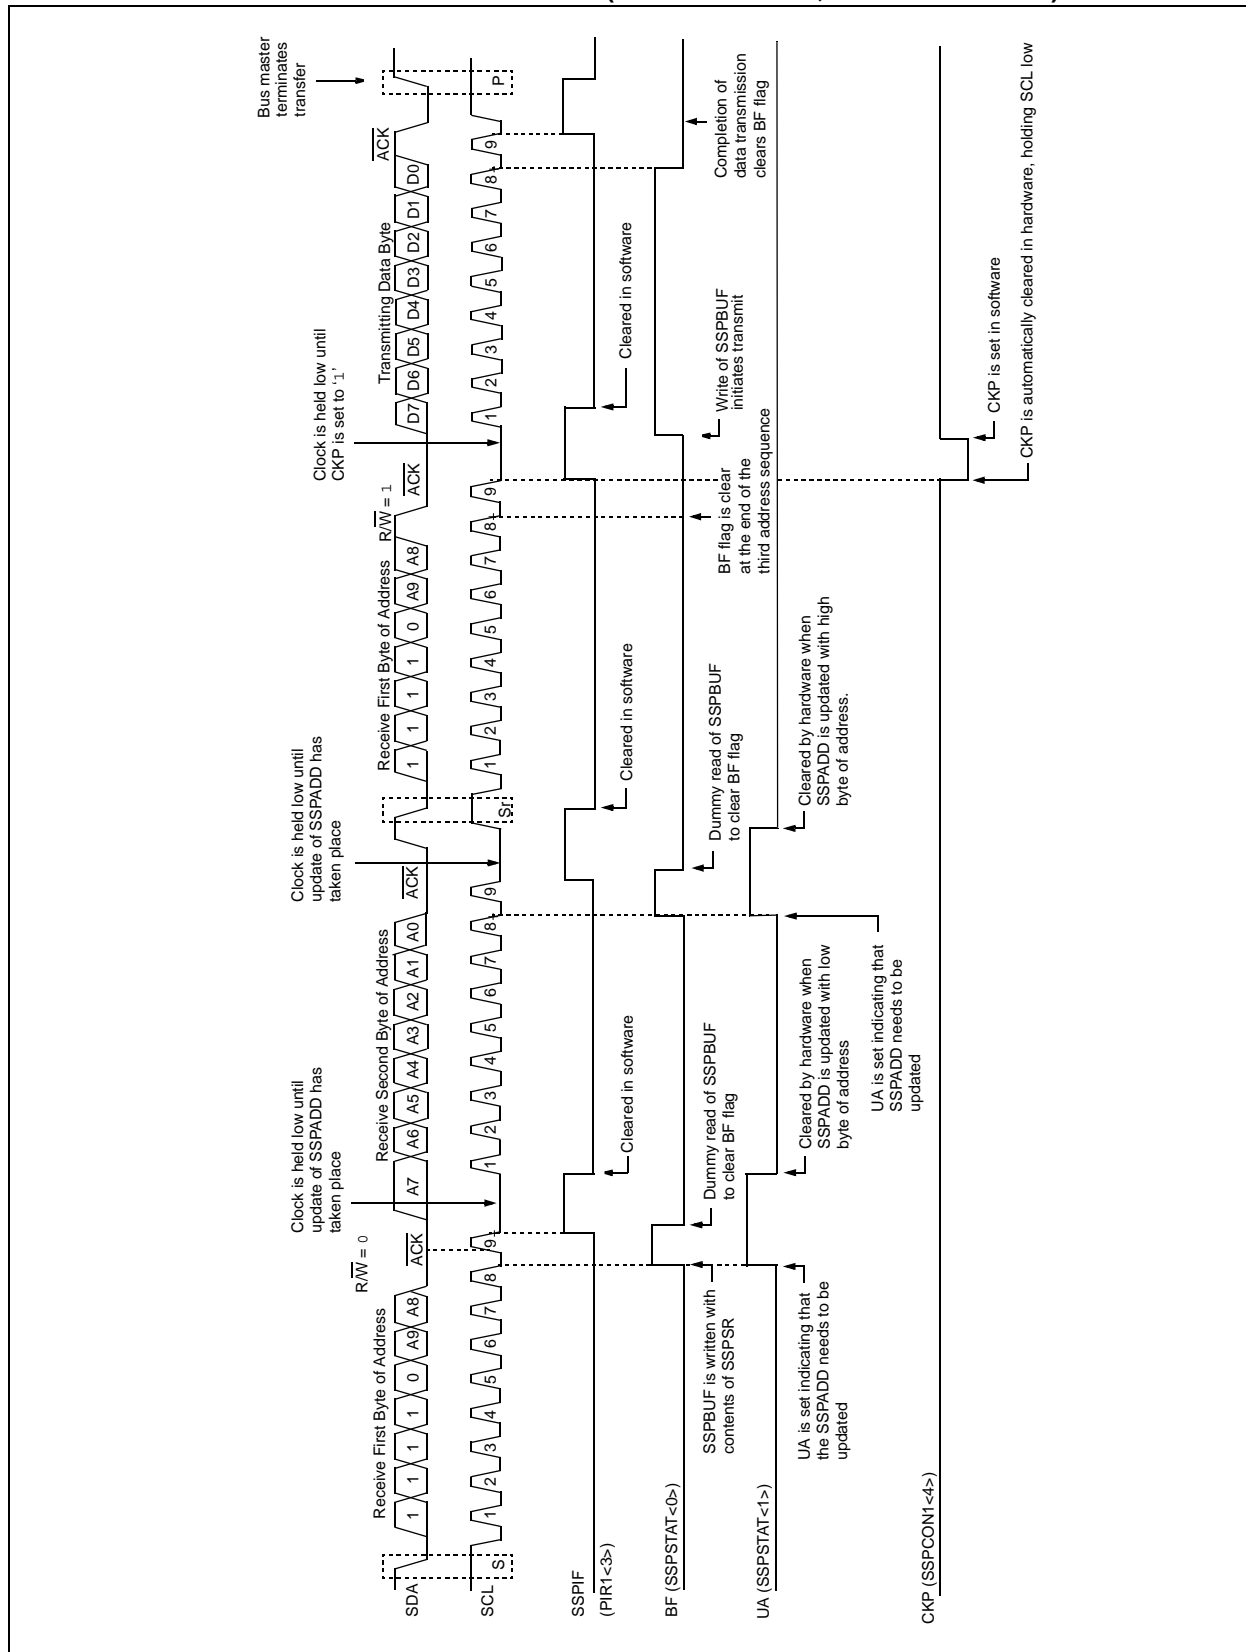 Receive First Byte of Address
R/W̅ = 0
Clock is held low until
update of SSPADD has
taken place
Receive Second Byte of Address
Clock is held low until
update of SSPADD has
taken place
Receive First Byte of Address
R/W̅ = 1
Clock is held low until
CKP is set to ‘1’
Transmitting Data Byte
Bus master
terminates
transfer
SDA
1 1 1 1 0 A9 A8 A̅C̅K̅
A7 A6 A5 A4 A3 A2 A1 A0 A̅C̅K̅
1 1 1 1 0 A9 A8 A̅C̅K̅
D7 D6 D5 D4 D3 D2 D1 D0 A̅C̅K̅
SCL
S 1 2 3 4 5 6 7 8 9
1 2 3 4 5 6 7 8 9
Sr 1 2 3 4 5 6 7 8 9
1 2 3 4 5 6 7 8 9 P
SSPIF
(PIR1<3>)
Cleared in software
Cleared in software
Cleared in software
BF (SSPSTAT<0>)
SSPBUF is written with
contents of SSPSR
Dummy read of SSPBUF
to clear BF flag
Dummy read of SSPBUF
to clear BF flag
BF flag is clear
at the end of the
third address sequence
Write of SSPBUF
initiates transmit
Completion of
data transmission
clears BF flag
UA (SSPSTAT<1>)
UA is set indicating that
the SSPADD needs to be
updated
Cleared by hardware when
SSPADD is updated with low
byte of address
UA is set indicating that
SSPADD needs to be
updated
Cleared by hardware when
SSPADD is updated with high
byte of address.
CKP (SSPCON1<4>)
CKP is set in software
CKP is automatically cleared in hardware, holding SCL low